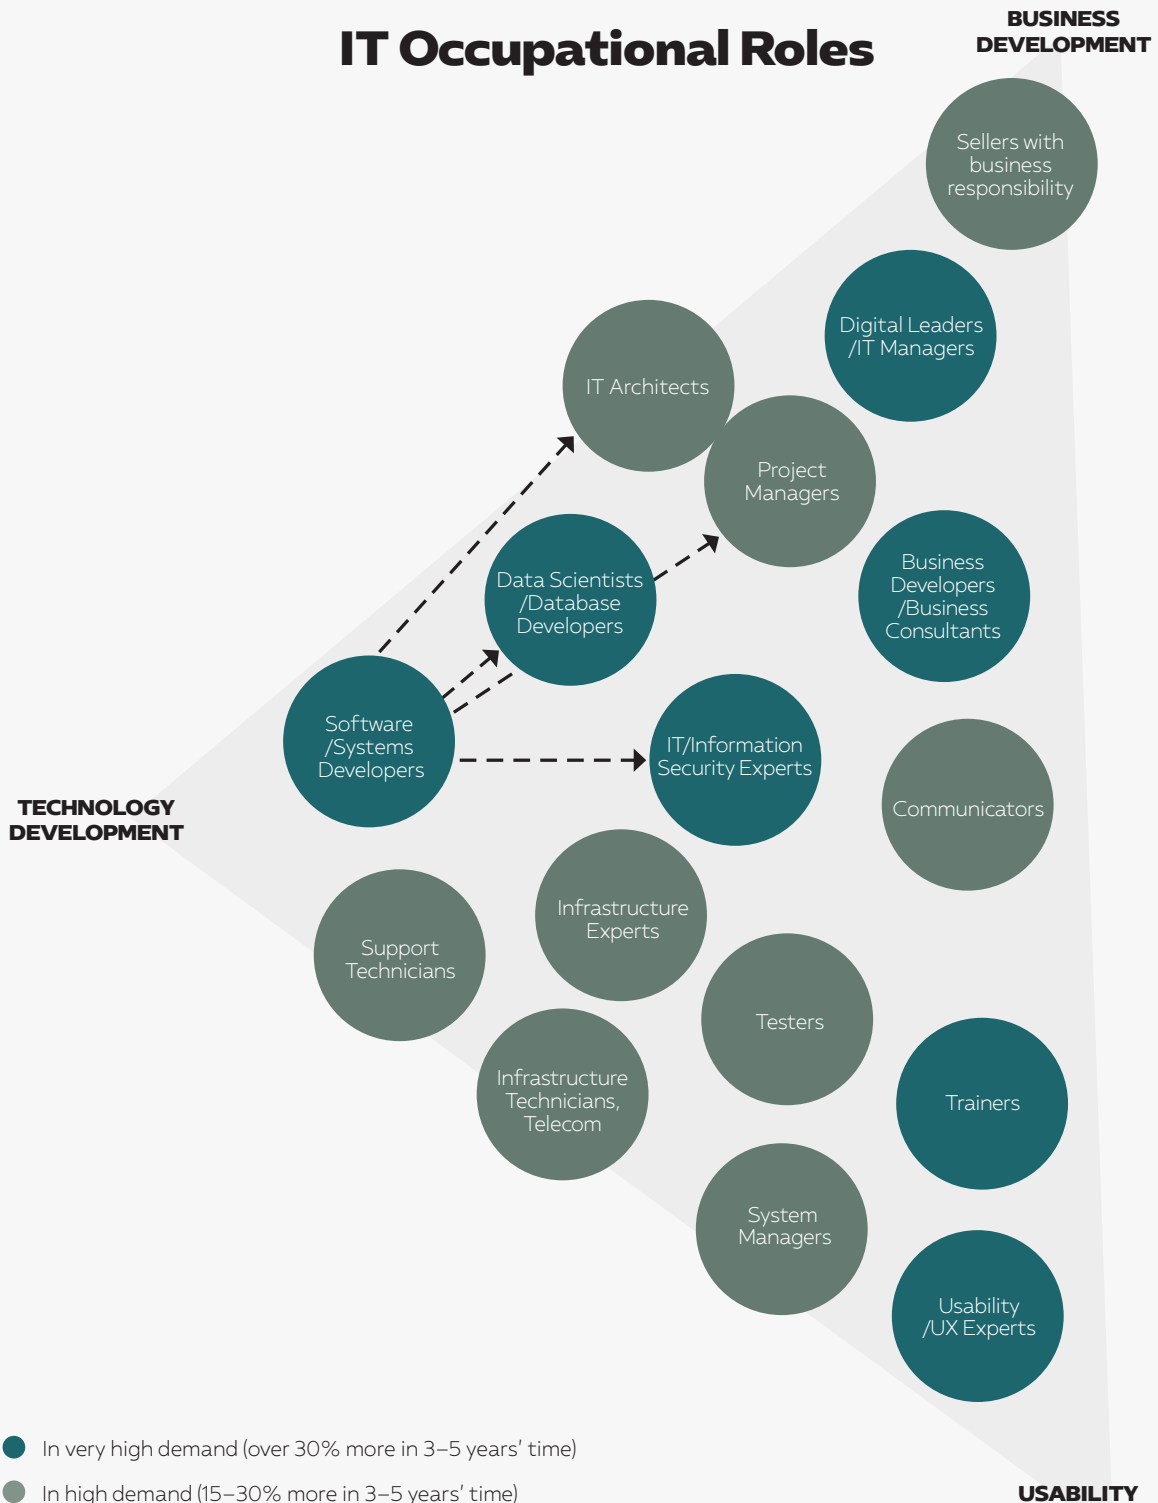 BUSINESS
DEVELOPMENT
IT Occupational Roles
Sellers with
business
responsibility
Digital Leaders
/IT Managers
IT Architects
Project
Managers
Data Scientists
/Database
Developers
Business
Developers
/Business
Consultants
Software
/Systems
Developers
IT/Information
Security Experts
TECHNOLOGY
DEVELOPMENT
Communicators
Infrastructure
Experts
Support
Technicians
Testers
Infrastructure
Technicians,
Telecom
Trainers
System
Managers
Usability
/UX Experts
In very high demand (over 30% more in 3–5 years’ time)
In high demand (15–30% more in 3–5 years’ time)
USABILITY